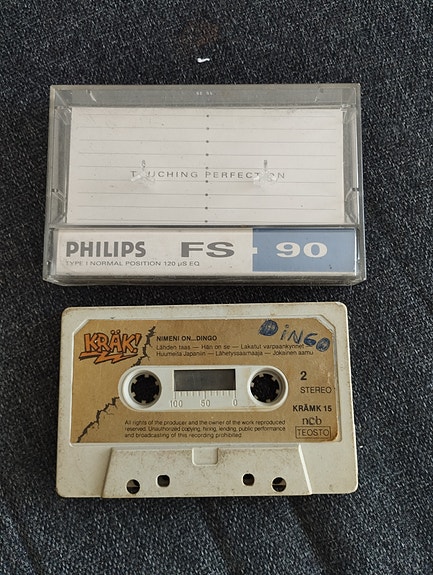 TOUCHING PERFECTION
PHILIPS FS · 90
TYPE I NORMAL POSITION 120 µS EQ
KRÄK!
NIMENI ON...DINGO
DiNGO
Lähden taas — Hän on se — Lakatut varpaankynnet
Huumeilla Japaniin — Lähetyssaarnaaja — Jokainen aamu
2
STEREO
100 50 0
KRÄMK 15
ncb
TEOSTO
All rights of the producer and the owner of the work reproduced
reserved. Unauthorized copying, hiring, lending, public performance
and broadcasting of this recording prohibited.